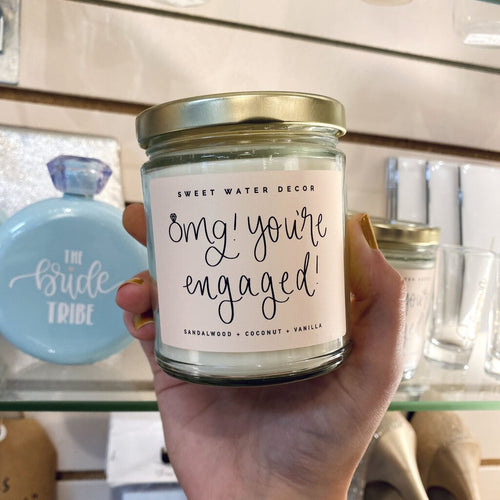 SWEET WATER DECOR
omg! you're
engaged!
SANDALWOOD + COCONUT + VANILLA
THE
bride
TRIBE